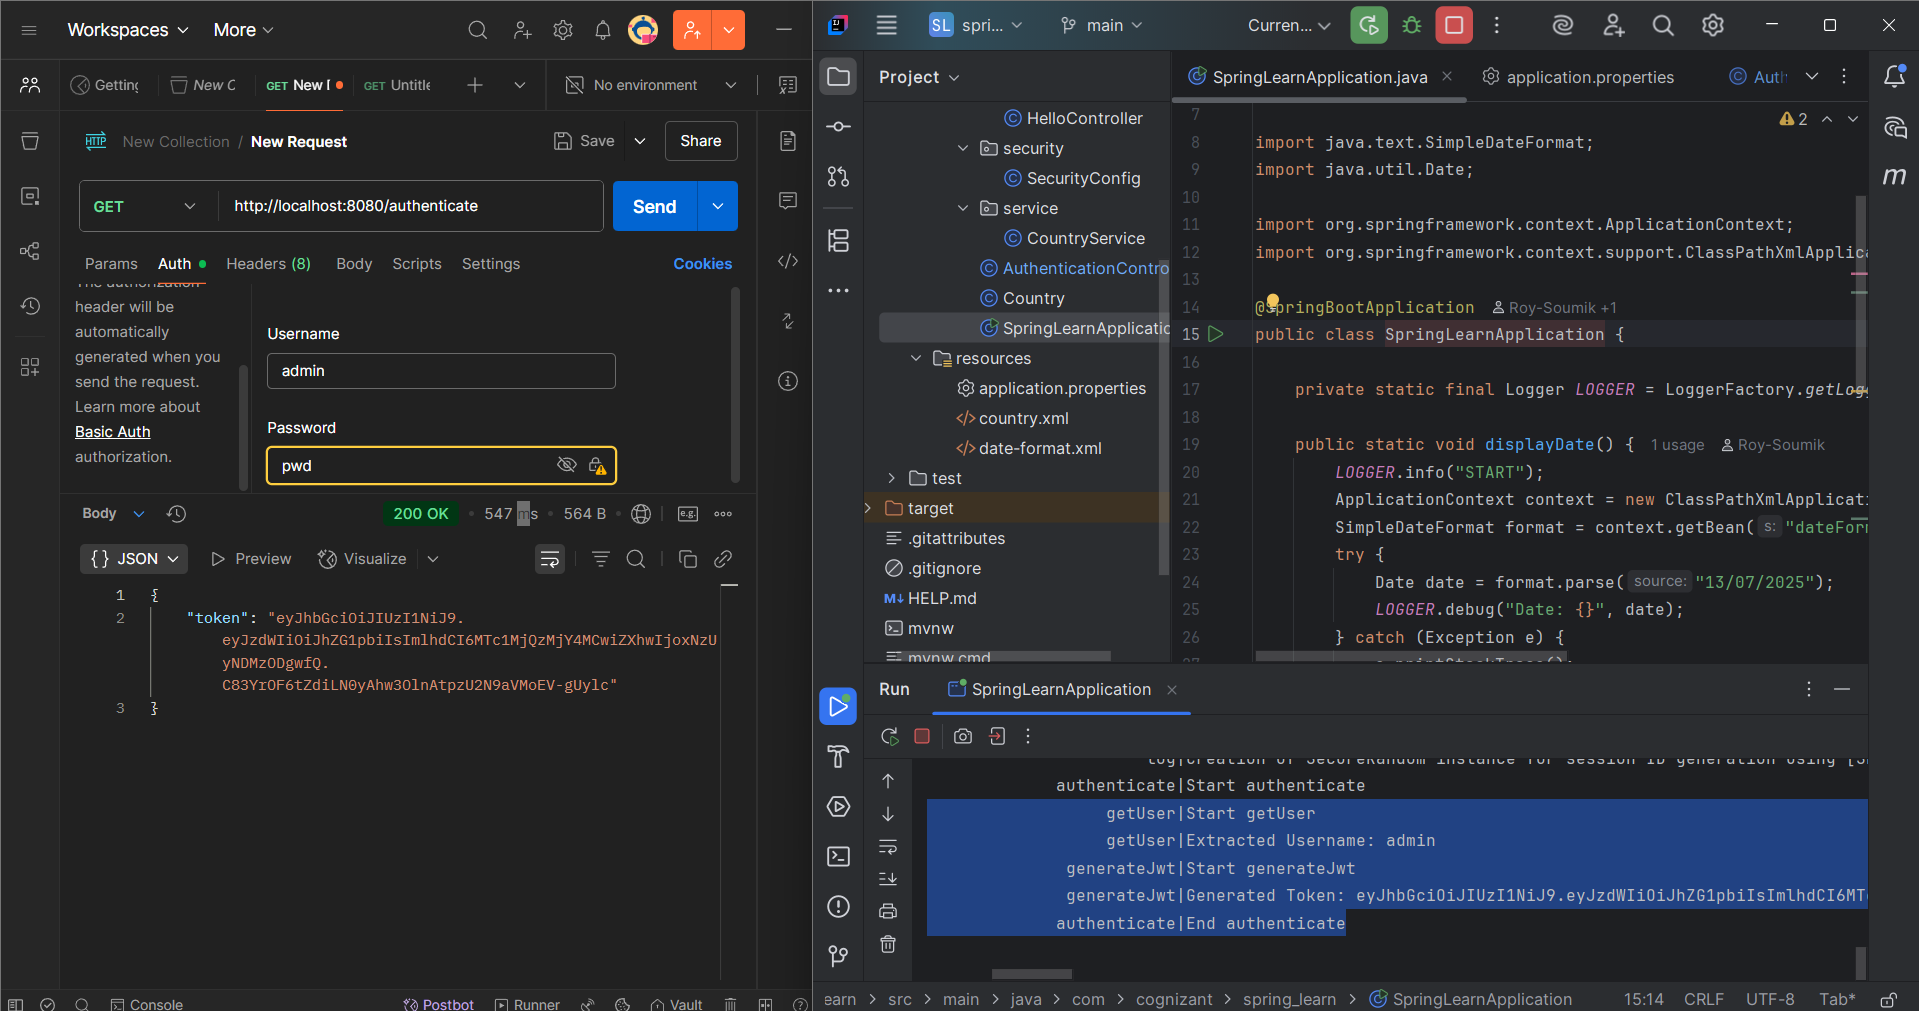 Workspaces
More
Getting
New C
GET New I
GET Untitle
No environment
HTTP New Collection / New Request
Save
Share
GET
http://localhost:8080/authenticate
Send
Params
Auth
Headers (8)
Body
Scripts
Settings
Cookies
The authorization
header will be
automatically
generated when you
send the request.
Learn more about
Basic Auth
authorization.
Username
admin
Password
pwd
Body
200 OK
547 ms
564 B
e.g.
{} JSON
Preview
Visualize
1 {
2 "token": "eyJhbGciOiJIUzI1NiJ9.
eyJzdWIiOiJhZG1pbiIsImlhdCI6MTc1MjQzMjY4MCwiZXhwIjoxNzU
yNDMzODgwfQ.
C83YrOF6tZdiLN0yAhw3OlnAtpzU2N9aVMoEV-gUylc"
3 }
Console
Postbot
Runner
Vault
SL spri...
main
Curren...
Project
HelloController
security
SecurityConfig
service
CountryService
AuthenticationContro
Country
SpringLearnApplicatio
resources
application.properties
country.xml
date-format.xml
test
target
.gitattributes
.gitignore
M↓ HELP.md
mvnw
mvnw.cmd
SpringLearnApplication.java
application.properties
Auth
2
7
8 import java.text.SimpleDateFormat;
9 import java.util.Date;
10
11 import org.springframework.context.ApplicationContext;
12 import org.springframework.context.support.ClassPathXmlApplica
13
14 @SpringBootApplication Roy-Soumik +1
15 public class SpringLearnApplication {
16
17 private static final Logger LOGGER = LoggerFactory.getLogg
18
19 public static void displayDate() { 1 usage Roy-Soumik
20 LOGGER.info("START");
21 ApplicationContext context = new ClassPathXmlApplicati
22 SimpleDateFormat format = context.getBean( s: "dateForm
23 try {
24 Date date = format.parse( source: "13/07/2025");
25 LOGGER.debug("Date: {}", date);
26 } catch (Exception e) {
27 e.printStackTrace();
Run
SpringLearnApplication
log|Creation of SecureRandom instance for session ID generation using [S
authenticate|Start authenticate
getUser|Start getUser
getUser|Extracted Username: admin
generateJwt|Start generateJwt
generateJwt|Generated Token: eyJhbGciOiJIUzI1NiJ9.eyJzdWIiOiJhZG1pbiIsImlhdCI6MT
authenticate|End authenticate
earn > src > main > java > com > cognizant > spring_learn > SpringLearnApplication
15:14
CRLF
UTF-8
Tab*